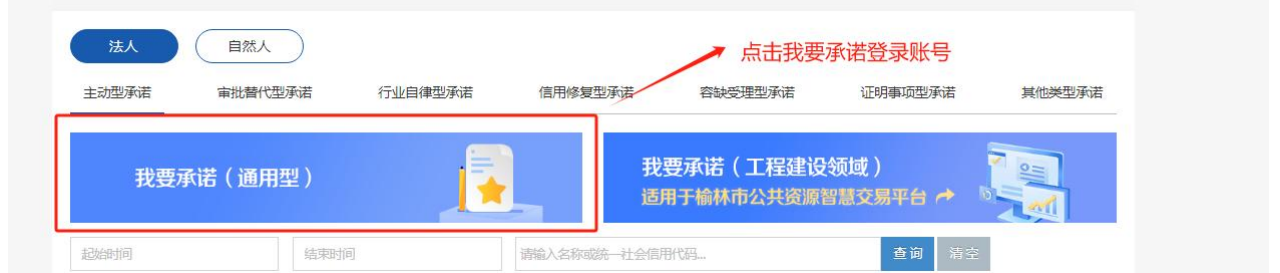 法人 自然人
点击我要承诺登录账号
主动型承诺 审批替代型承诺 行业自律型承诺 信用修复型承诺 容缺受理型承诺 证明事项型承诺 其他类型承诺
我要承诺（通用型）
我要承诺（工程建设领域）
适用于榆林市公共资源智慧交易平台
起始时间 结束时间 请输入名称或统一社会信用代码... 查询 清空